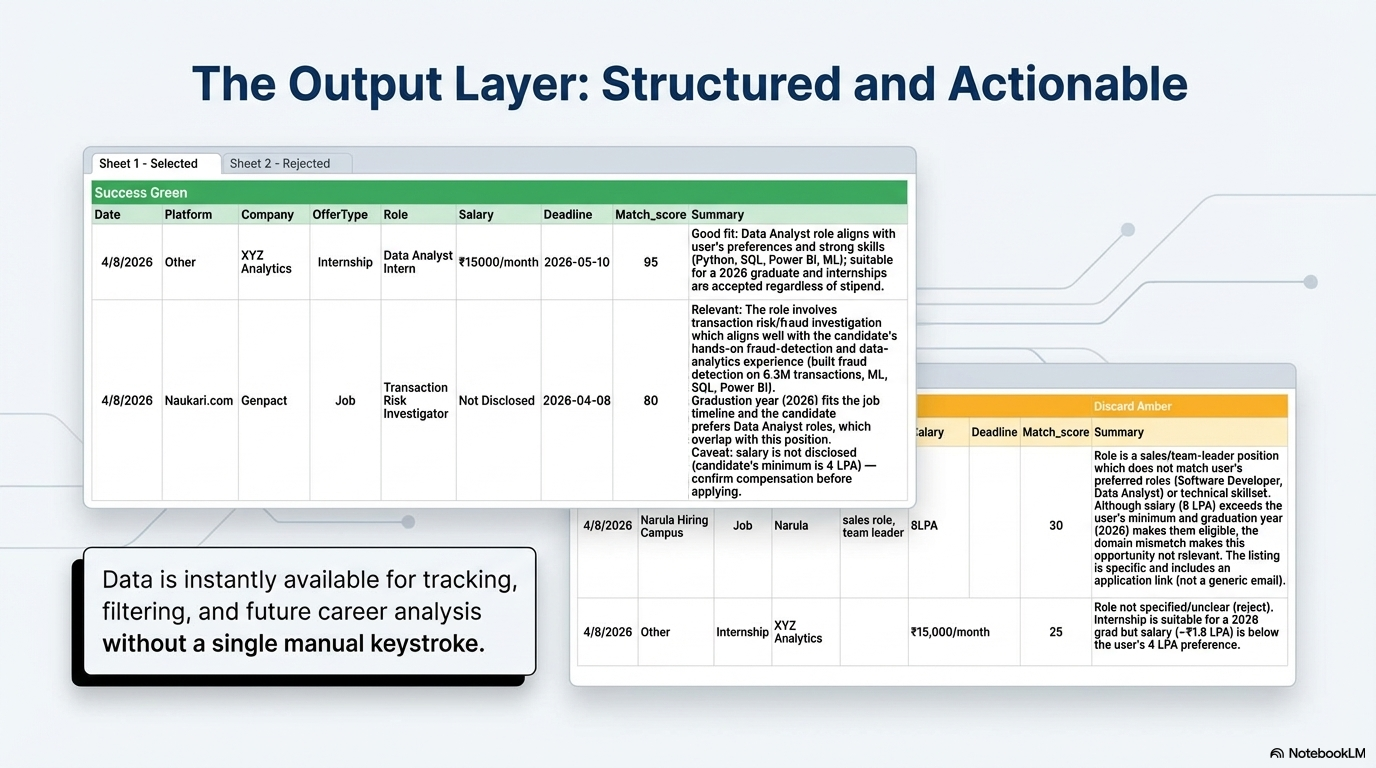 The Output Layer: Structured and Actionable
Sheet 1 - Selected
Sheet 2 - Rejected
Success Green
Date Platform Company OfferType Role Salary Deadline Match_score Summary
4/8/2026
Other
XYZ
Analytics
Internship
Data Analyst
Intern
₹15000/month
2026-05-10
95
Good fit: Data Analyst role aligns with
user's preferences and strong skills
(Python, SQL, Power BI, ML); suitable
for a 2026 graduate and internships
are accepted regardless of stipend.
4/8/2026
Naukari.com
Genpact
Job
Transaction
Risk
Investigator
Not Disclosed
2026-04-08
80
Relevant: The role involves
transaction risk/fraud investigation
which aligns well with the candidate's
hands-on fraud-detection and data-
analytics experience (built fraud
detection on 6.3M transactions, ML,
SQL, Power BI).
Gradustion year (2026) fits the job
timeline and the candidate
prefers Data Analyst roles, which
overlap with this position.
Caveat: salary is not disclosed
(candidate's minimum is 4 LPA) —
confirm compensation before
applying.
Discard Amber
Salary Deadline Match_score Summary
4/8/2026
Narula Hiring
Campus
Job
Narula
sales role,
team leader
8LPA
30
Role is a sales/team-leader position
which does not match user's
preferred roles (Software Developer,
Data Analyst) or technical skillset.
Although salary (8 LPA) exceeds the
user's minimum and graduation year
(2026) makes them eligible, the
domain mismatch makes this
opportunity not rslevant. The listing
is specific and includes an
application link (not a generic email).
4/8/2026
Other
Internship
XYZ
Analytics
₹15,000/month
25
Role not specified/unclear (reject).
Internship is suitable for a 2028
grad but salary (~₹1.8 LPA) is below
the user's 4 LPA preference.
Data is instantly available for tracking,
filtering, and future career analysis
without a single manual keystroke.
NotebookLM